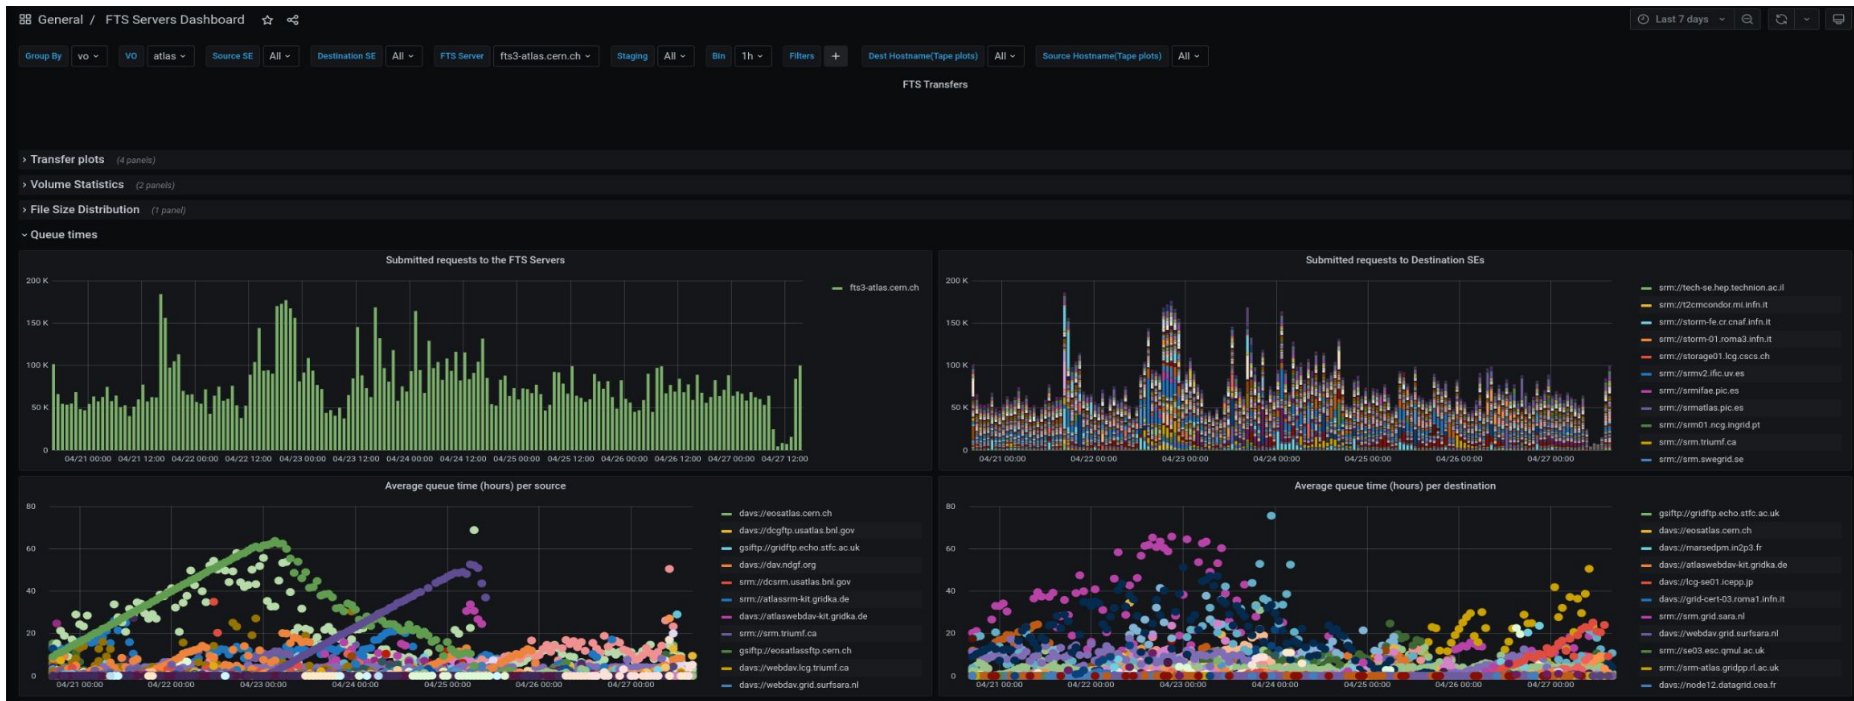 General / FTS Servers Dashboard
Last 7 days
Group By vo VO atlas Source SE All Destination SE All FTS Server fts3-atlas.cern.ch Staging All Bin 1h Filters + Dest Hostname(Tape plots) All Source Hostname(Tape plots) All
FTS Transfers
Transfer plots (4 panels)
Volume Statistics (2 panels)
File Size Distribution (1 panel)
Queue times
Submitted requests to the FTS Servers
200 K
150 K
100 K
50 K
0
04/21 00:00 04/21 12:00 04/22 00:00 04/22 12:00 04/23 00:00 04/23 12:00 04/24 00:00 04/24 12:00 04/25 00:00 04/25 12:00 04/26 00:00 04/26 12:00 04/27 00:00 04/27 12:00
fts3-atlas.cern.ch
Submitted requests to Destination SEs
200 K
150 K
100 K
50 K
0
04/21 00:00 04/22 00:00 04/23 00:00 04/24 00:00 04/25 00:00 04/26 00:00 04/27 00:00
srm://tech-se.hep.technion.ac.il
srm://t2cmcondor.mi.infn.it
srm://storm-fe.cr.cnaf.infn.it
srm://storm-01.roma3.infn.it
srm://storage01.lcg.cscs.ch
srm://srmv2.ific.uv.es
srm://srmifae.pic.es
srm://srmatlas.pic.es
srm://srm01.ncg.ingrid.pt
srm://srm.triumf.ca
srm://srm.swegrid.se
Average queue time (hours) per source
80
60
40
20
0
04/21 00:00 04/22 00:00 04/23 00:00 04/24 00:00 04/25 00:00 04/26 00:00 04/27 00:00
davs://eosatlas.cern.ch
davs://dcgftp.usatlas.bnl.gov
gsiftp://gridftp.echo.stfc.ac.uk
davs://dav.ndgf.org
srm://dcsrm.usatlas.bnl.gov
srm://atlassrm-kit.gridka.de
davs://atlaswebdav-kit.gridka.de
srm://srm.triumf.ca
gsiftp://eosatlassftp.cern.ch
davs://webdav.lcg.triumf.ca
davs://webdav.grid.surfsara.nl
Average queue time (hours) per destination
80
60
40
20
0
04/21 00:00 04/22 00:00 04/23 00:00 04/24 00:00 04/25 00:00 04/26 00:00 04/27 00:00
gsiftp://gridftp.echo.stfc.ac.uk
davs://eosatlas.cern.ch
davs://marsedpm.in2p3.fr
davs://atlaswebdav-kit.gridka.de
davs://lcg-se01.icepp.jp
davs://grid-cert-03.roma1.infn.it
srm://srm.grid.sara.nl
davs://webdav.grid.surfsara.nl
srm://se03.esc.qmul.ac.uk
srm://srm-atlas.gridpp.rl.ac.uk
davs://node12.datagrid.cea.fr